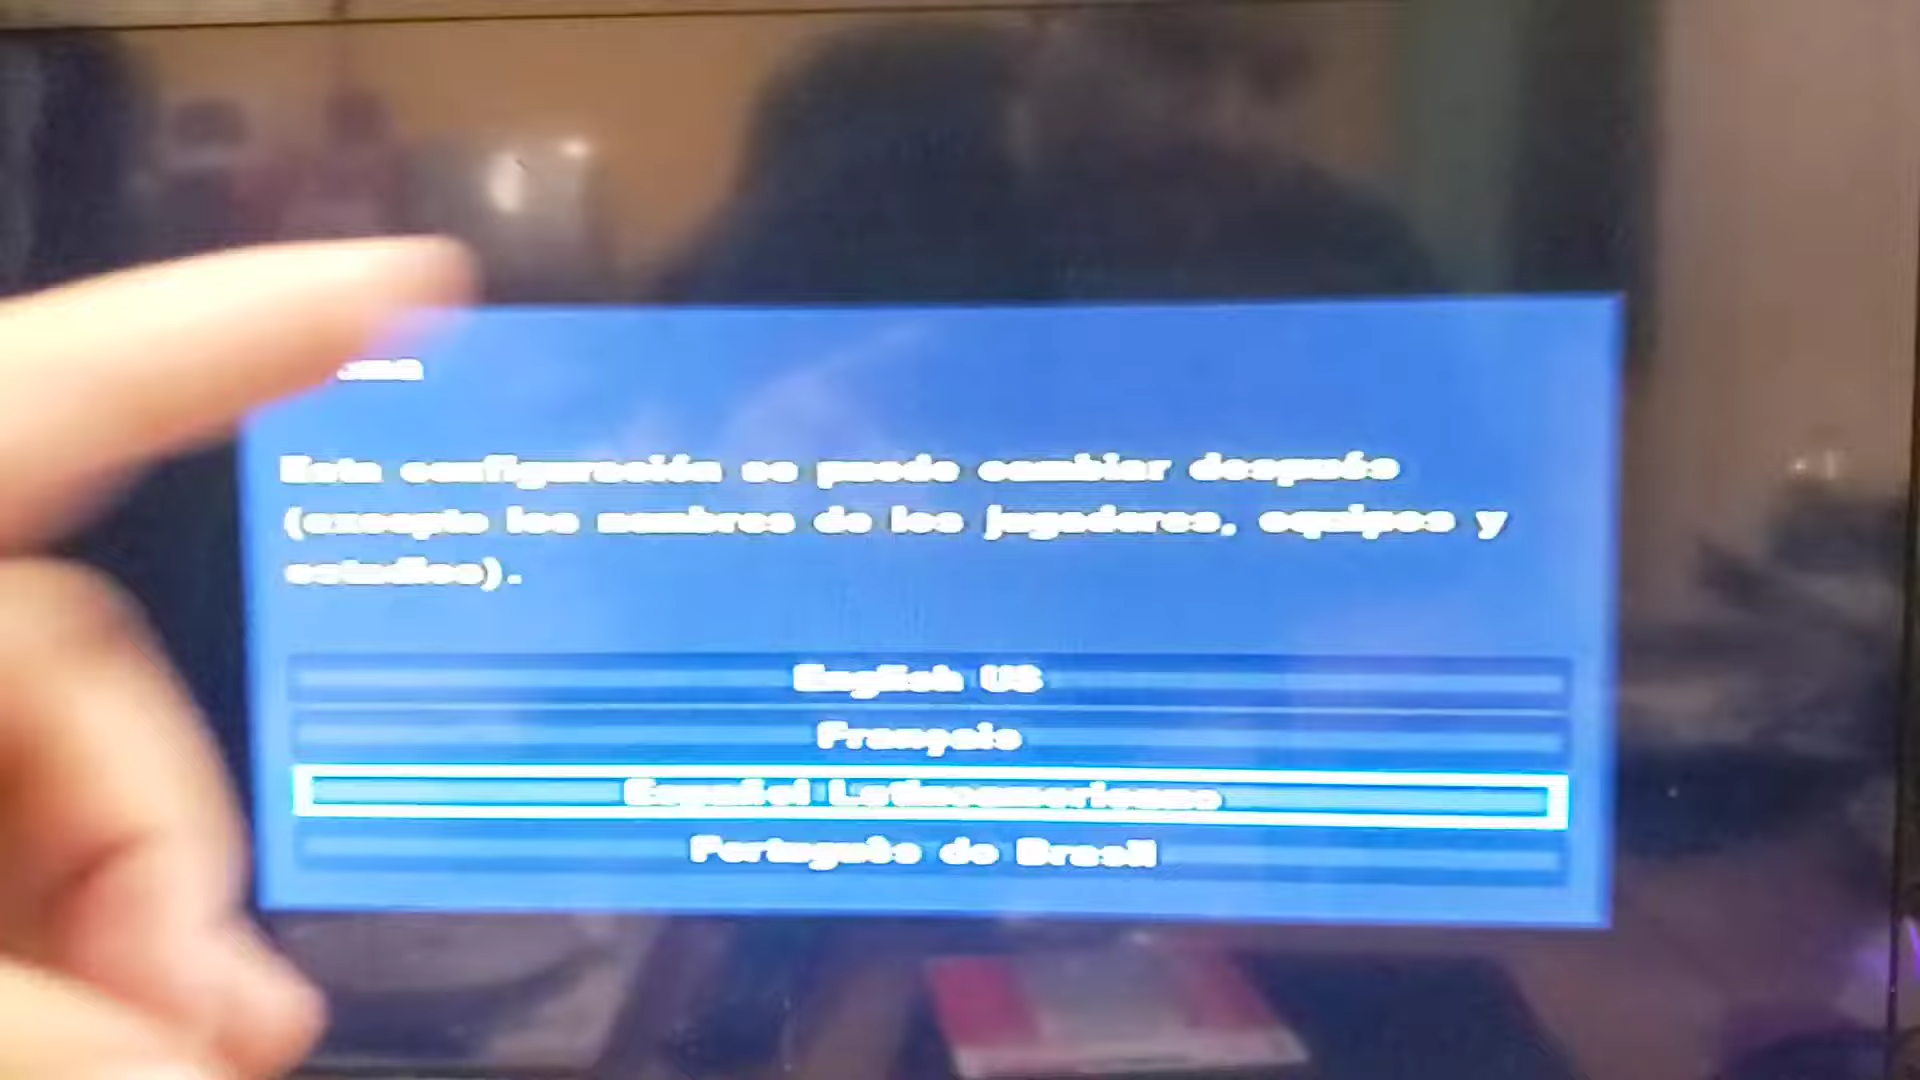 Esta configuración se puede cambiar después
(excepto los nombres de los jugadores, equipos y
estadios).
English US
Français
Español Latinoamericano
Português do Brasil